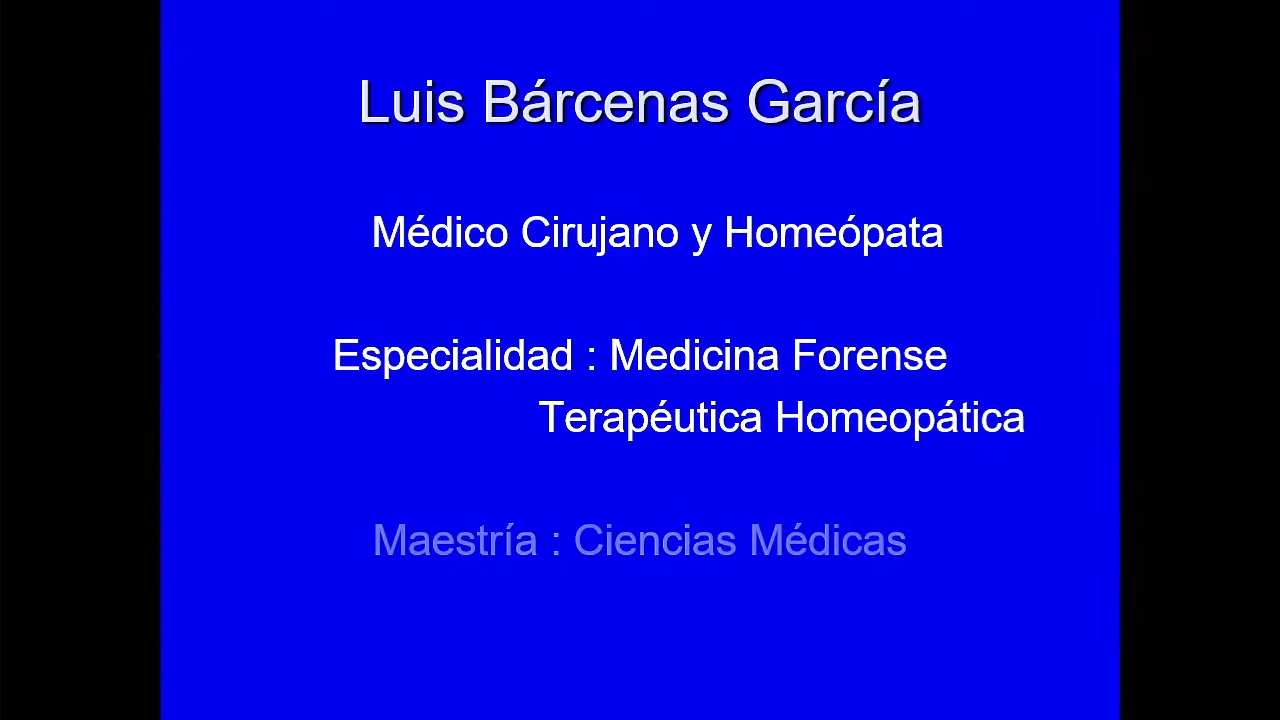 Luis Bárcenas García
Médico Cirujano y Homeópata
Especialidad : Medicina Forense
Terapéutica Homeopática
Maestría : Ciencias Médicas